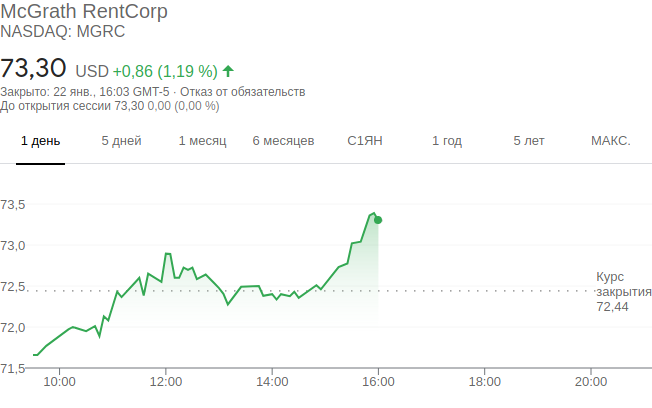 McGrath RentCorp
NASDAQ: MGRC
73,30 USD +0,86 (1,19 %)
Закрыто: 22 янв., 16:03 GMT-5 · Отказ от обязательств
До открытия сессии 73,30 0,00 (0,00 %)
1 день 5 дней 1 месяц 6 месяцев С1ЯН 1 год 5 лет МАКС.
73,5
73,0
72,5
Курс
закрытия
72,44
72,0
71,5
10:00 12:00 14:00 16:00 18:00 20:00